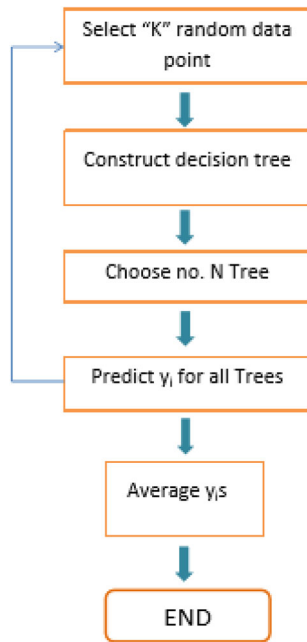 Select “K” random data
point
Construct decision tree
Choose no. N Tree
Predict yᵢ for all Trees
Average yᵢs
END